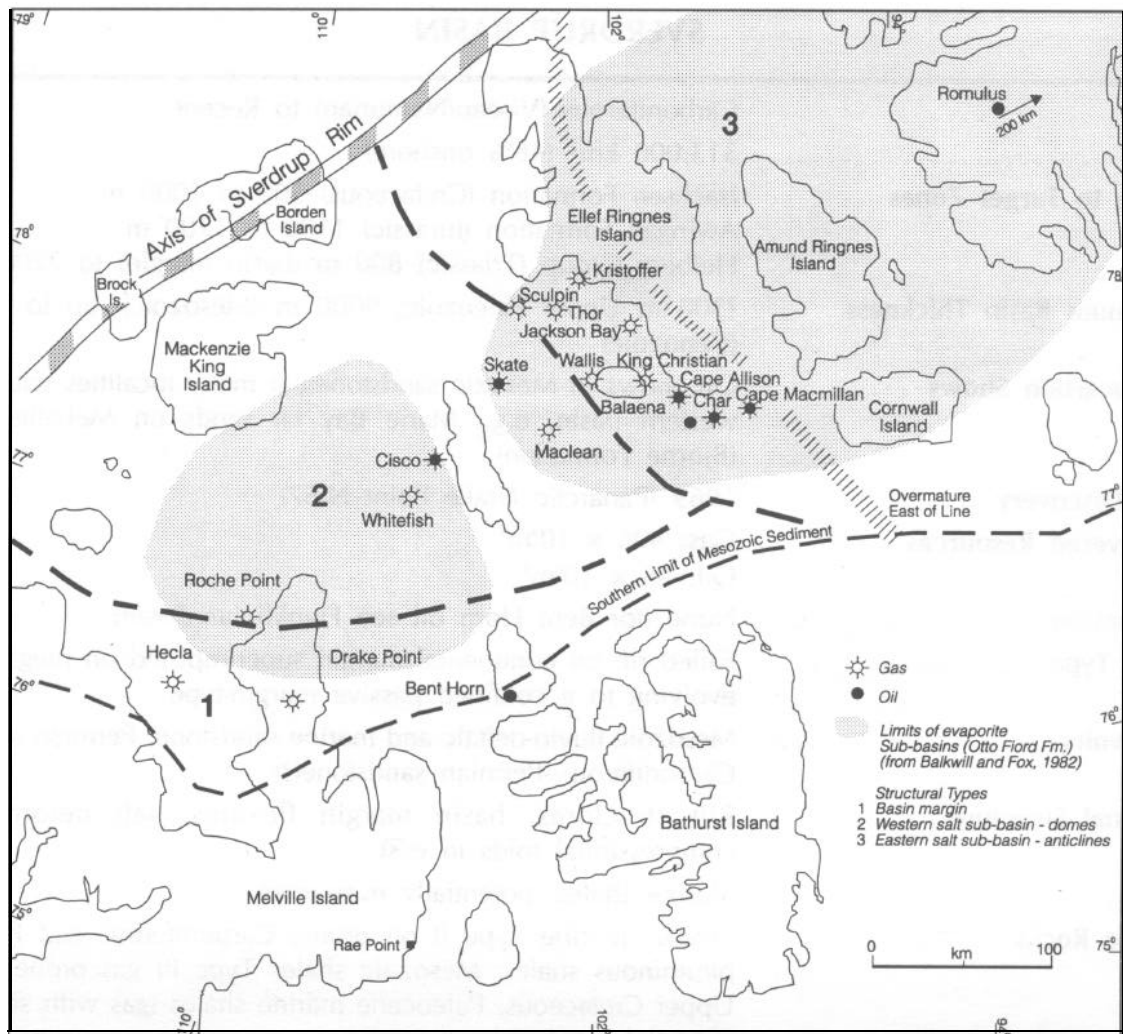 79°
110°
Romulus
200 km
3
Axis of Sverdrup Rim
Borden
Island
78°
Ellef Ringnes
Island
Amund Ringnes
Island
78
Brock
Is.
Kristoffer
Sculpin
Thor
Jackson Bay
Mackenzie
King
Island
Skate
Wallis
King Christian
Cape Allison
Char
Cape Macmillan
Balaena
Cornwall
Island
Maclean
77°
Cisco
2
Whitefish
Overmature
East of Line
77°
Southern Limit of Mesozoic Sediment
Roche Point
Hecla
Drake Point
76°
1
Bent Horn
Gas
Oil
76°
Limits of evaporite
Sub-basins (Otto Fiord Fm.)
(from Balkwill and Fox, 1982)
Structural Types
1 Basin margin
2 Western salt sub-basin - domes
3 Eastern salt sub-basin - anticlines
Bathurst Island
Melville Island
75°
Rae Point
0 100
km
75°
110°